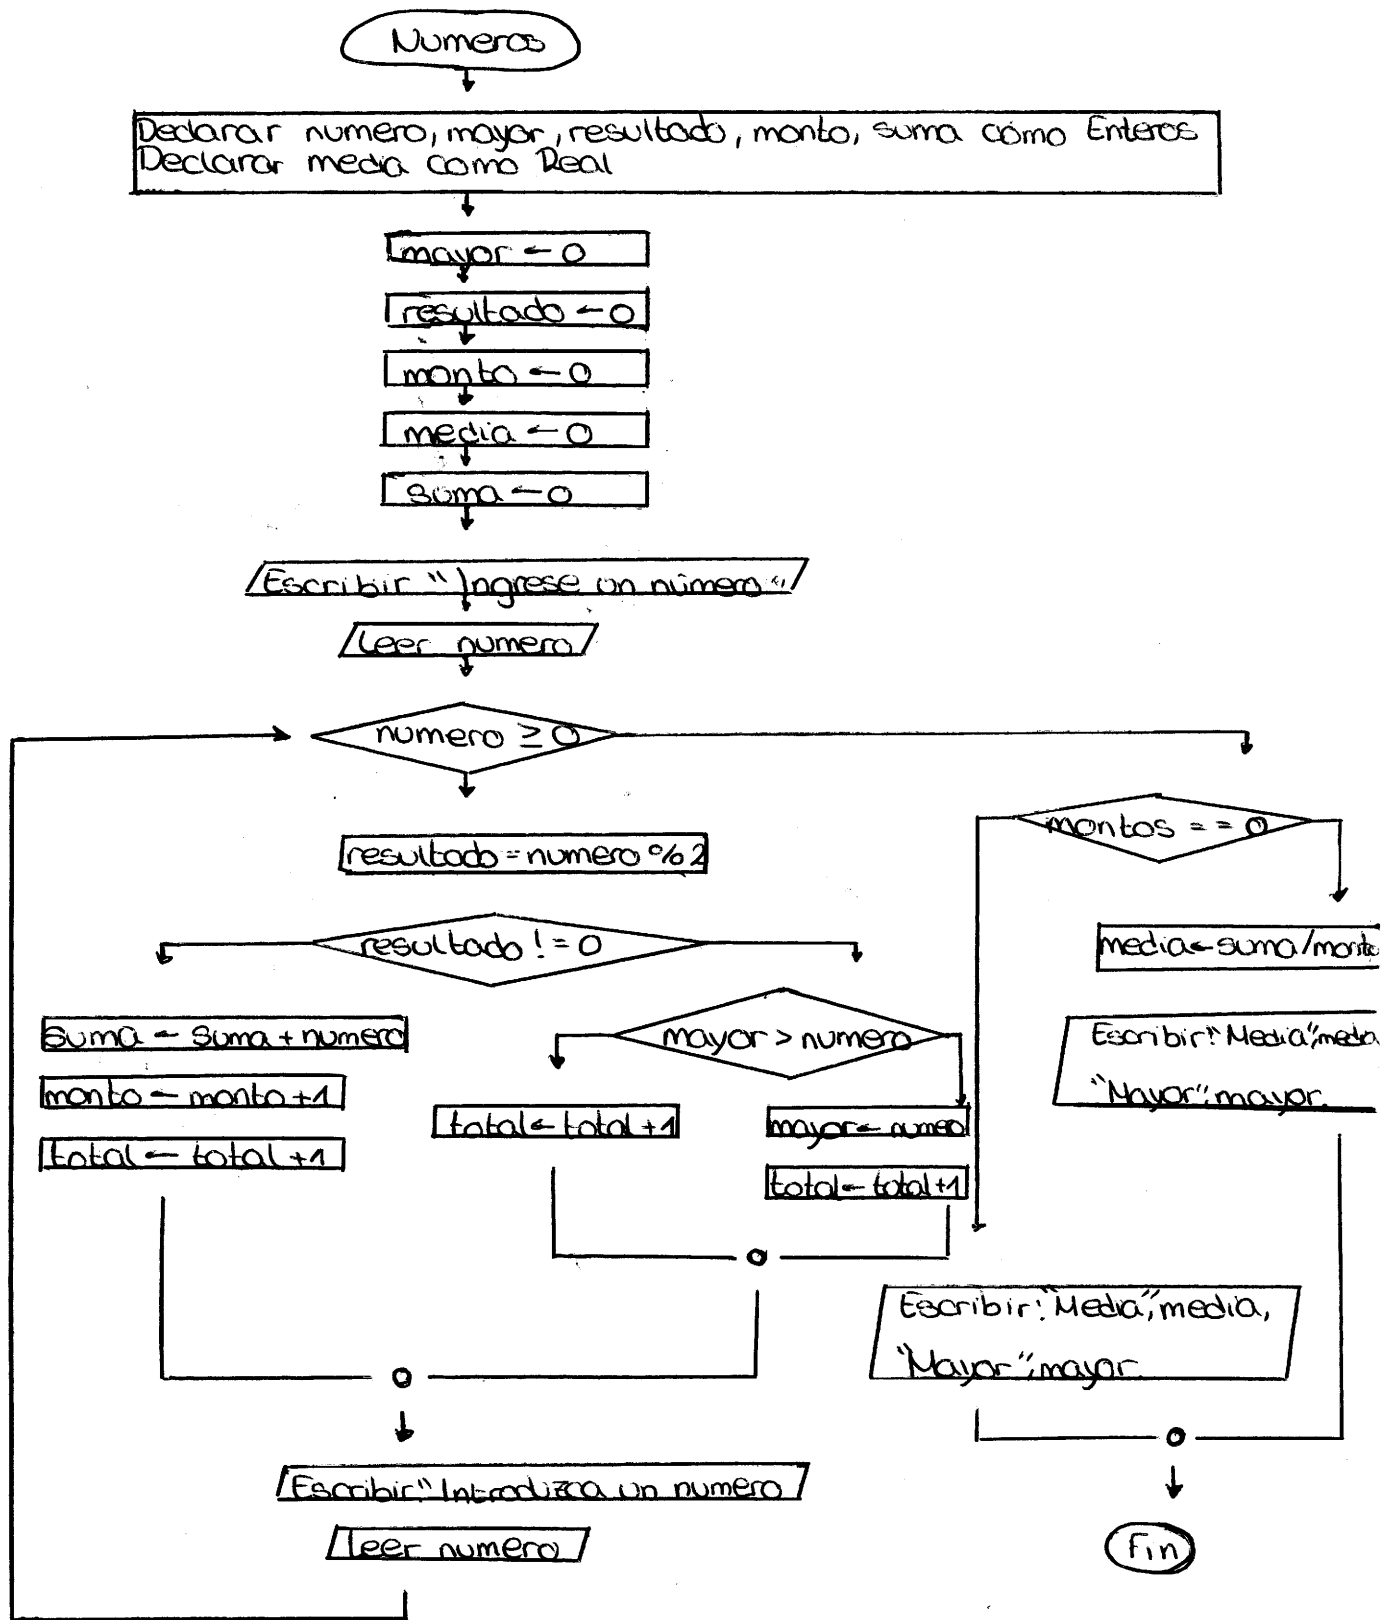 Numeros
Declarar numero, mayor, resultado, monto, suma como Enteros
Declarar media como Real
mayor ← 0
resultado ← 0
monto ← 0
media ← 0
suma ← 0
Escribir "Ingrese un número"
Leer numero
numero ≥ 0
montos == 0
resultado = numero % 2
resultado != 0
media ← suma/monto
suma ← suma + numero
mayor > numero
Escribir: "Media", media
"Mayor", mayor.
monto ← monto + 1
total ← total + 1
mayor ← numero
total ← total + 1
total ← total + 1
Escribir: "Media", media,
"Mayor", mayor.
Escribir "Introduzca un numero
Leer numero
Fin